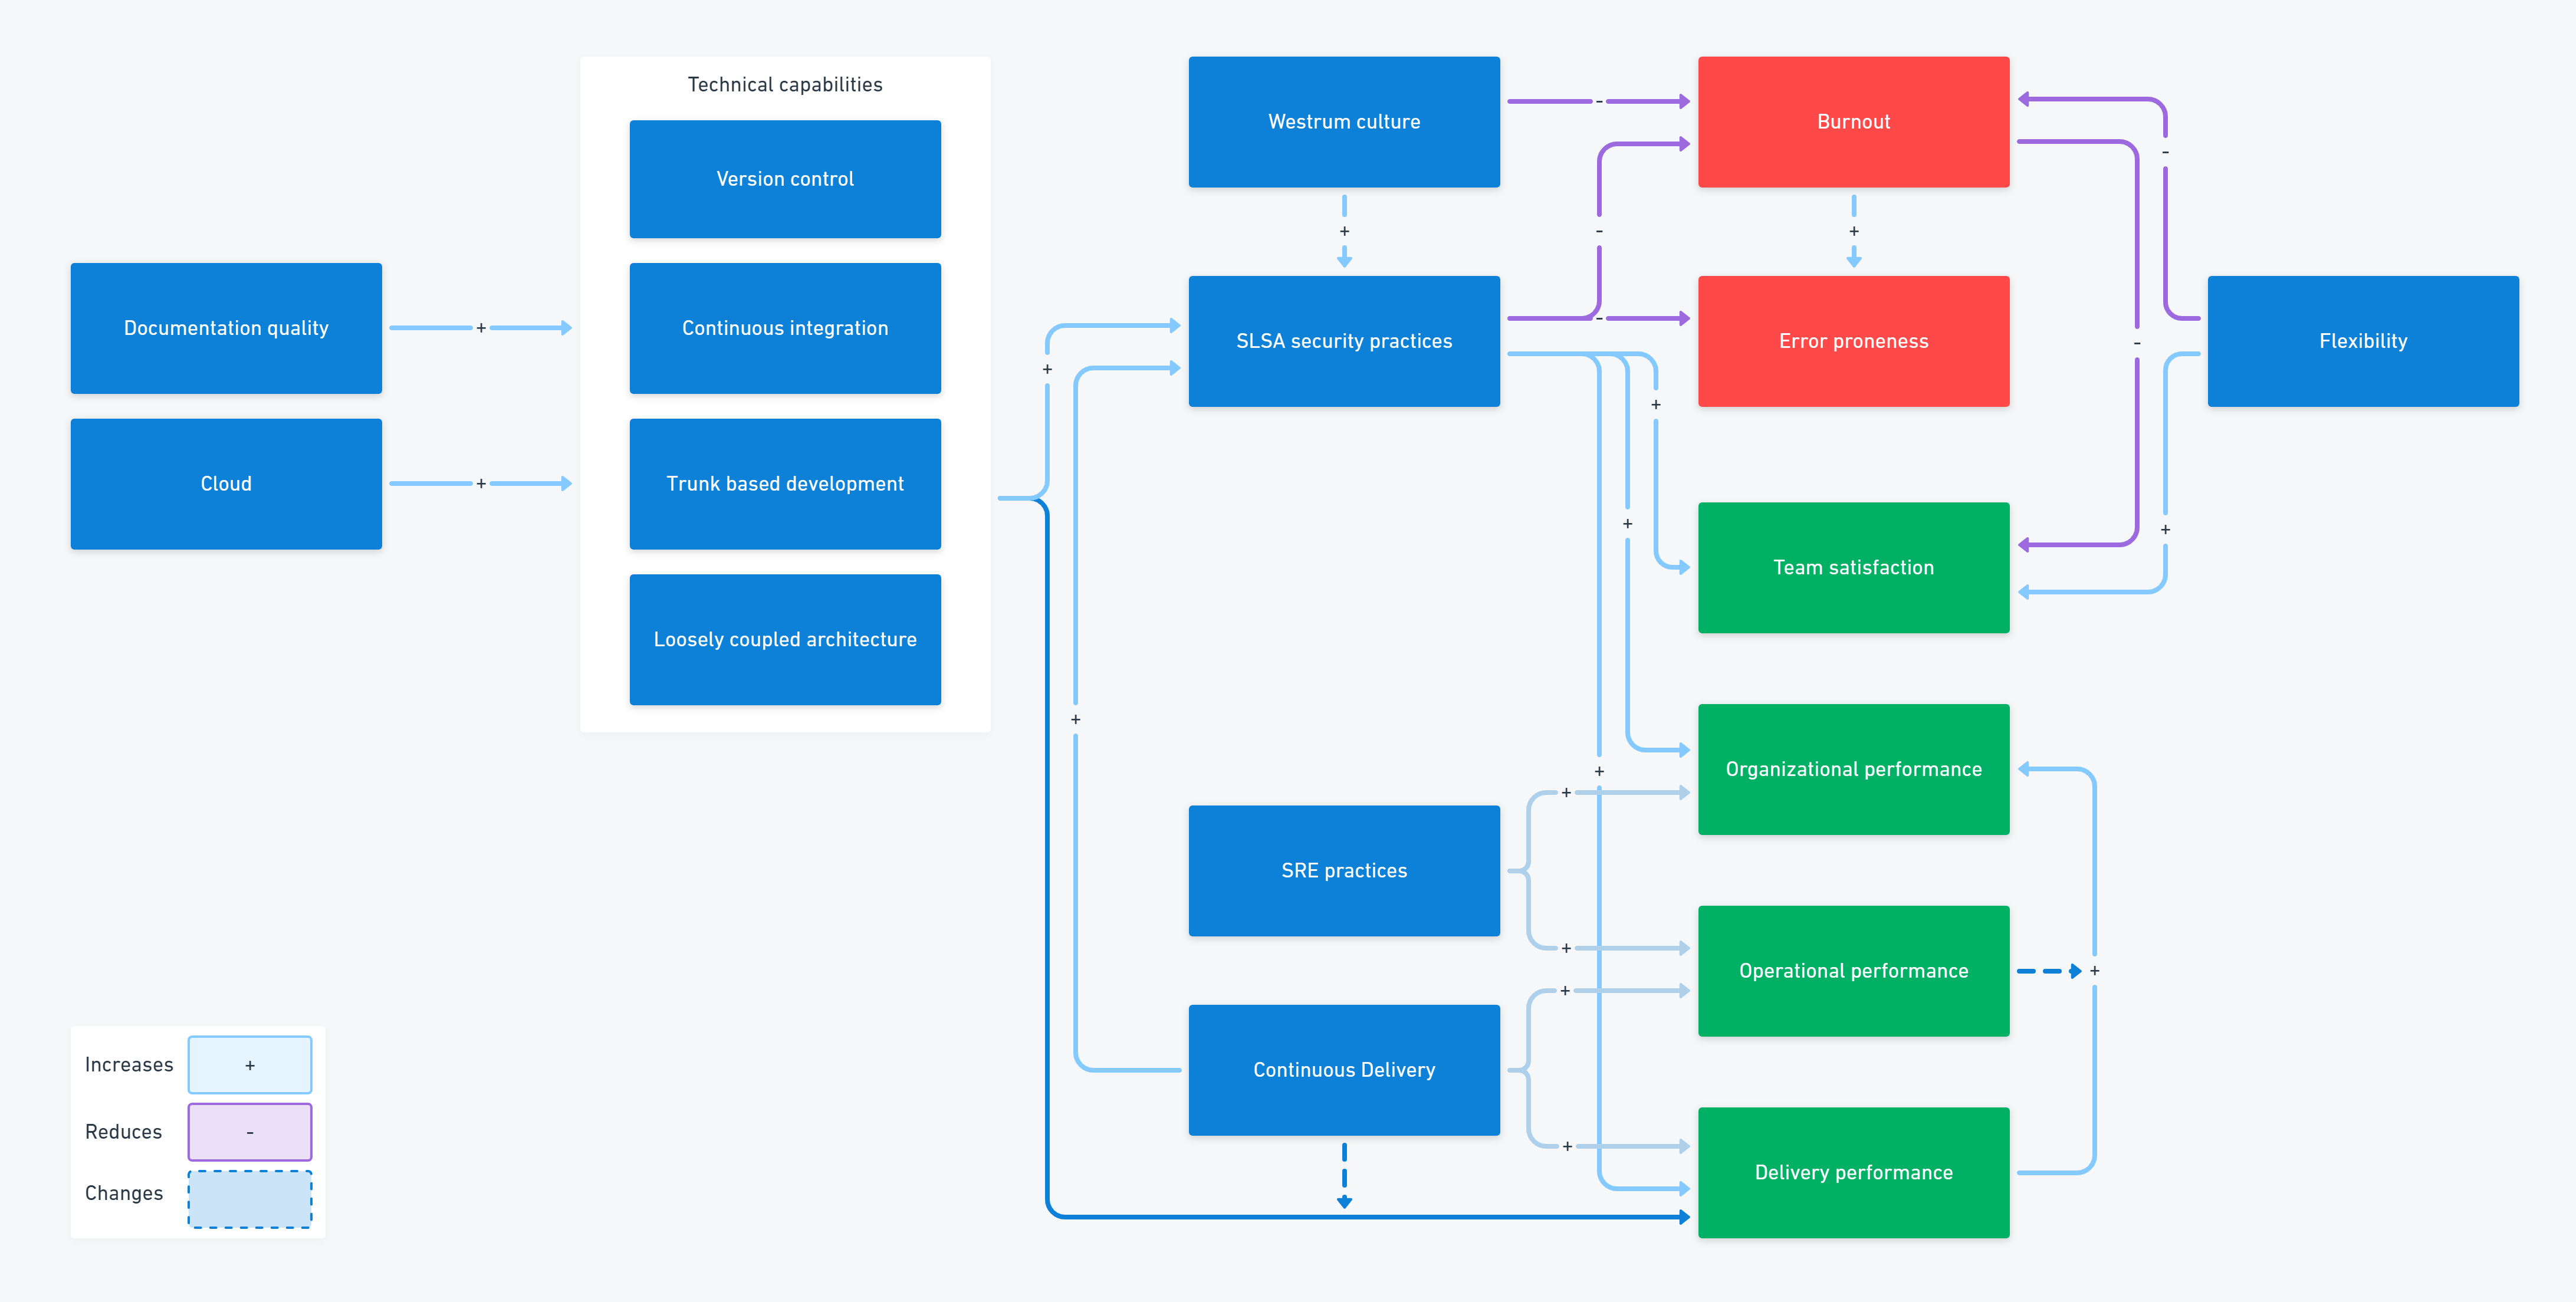 Technical capabilities
Version control
Continuous integration
Trunk based development
Loosely coupled architecture
Documentation quality
+
Cloud
+
Westrum culture
-
Burnout
-
+
-
+
SLSA security practices
-
Error proneness
-
Flexibility
+
+
+
+
Team satisfaction
+
+
+
Organizational performance
+
SRE practices
+
Operational performance
+
+
Continuous Delivery
+
Delivery performance
Increases
+
Reduces
-
Changes